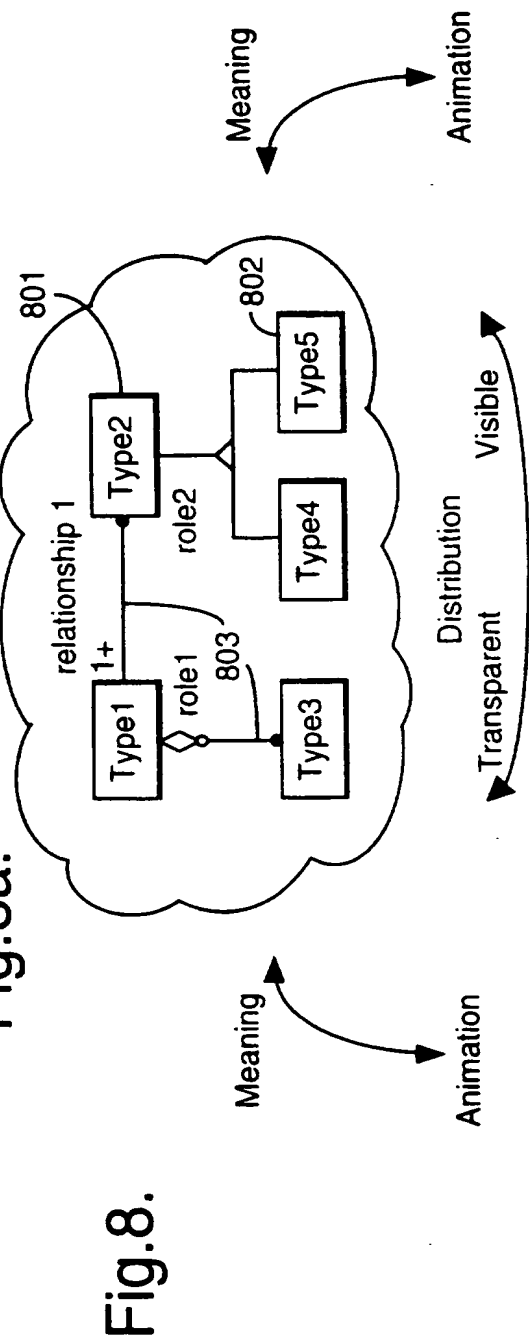 Fig.8a.
Fig.8.
Meaning
Animation
relationship 1
801
Type1
1+
Type2
role1
803
role2
802
Type3
Type4
Type5
Distribution
Transparent
Visible
Meaning
Animation